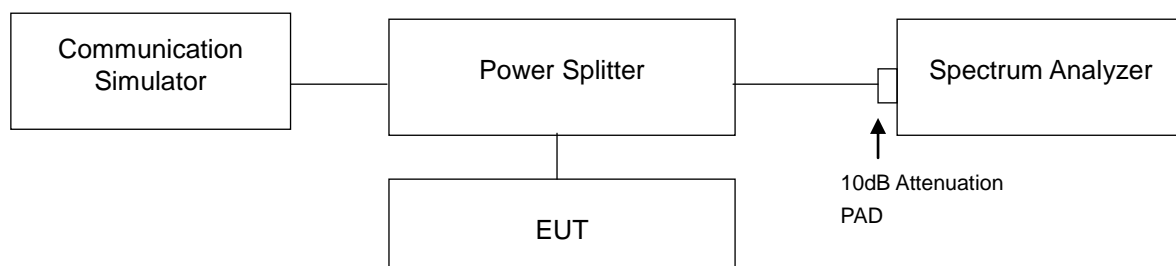 Communication
Simulator
Power Splitter
Spectrum Analyzer
10dB Attenuation
PAD
EUT